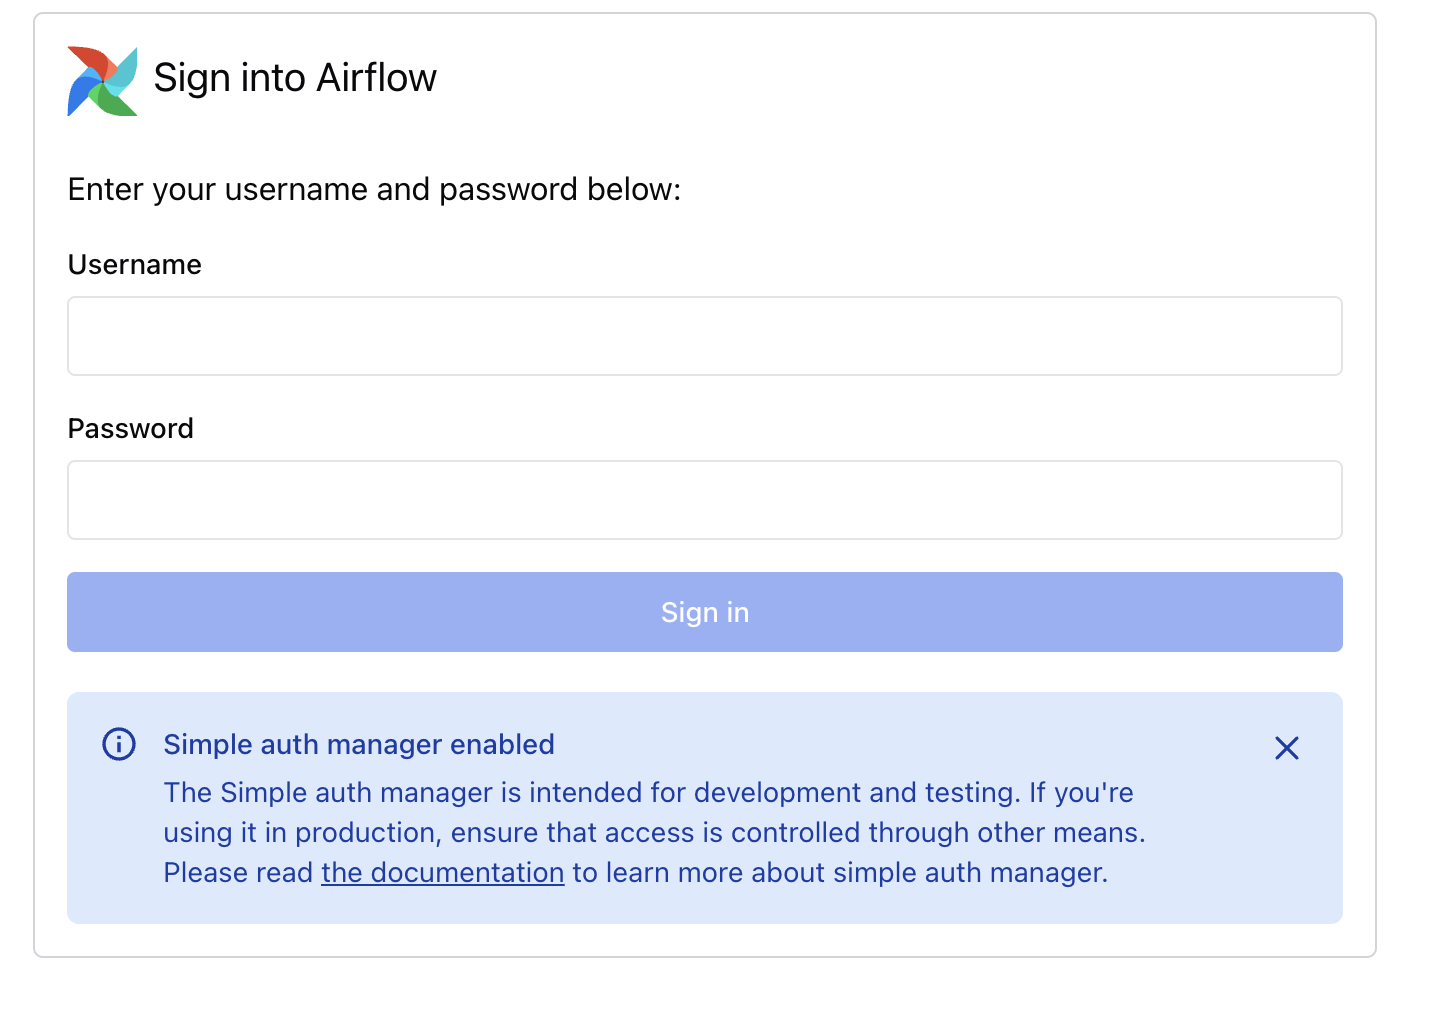 Sign into Airflow
Enter your username and password below:
Username
Password
Sign in
Simple auth manager enabled
The Simple auth manager is intended for development and testing. If you're
using it in production, ensure that access is controlled through other means.
Please read the documentation to learn more about simple auth manager.